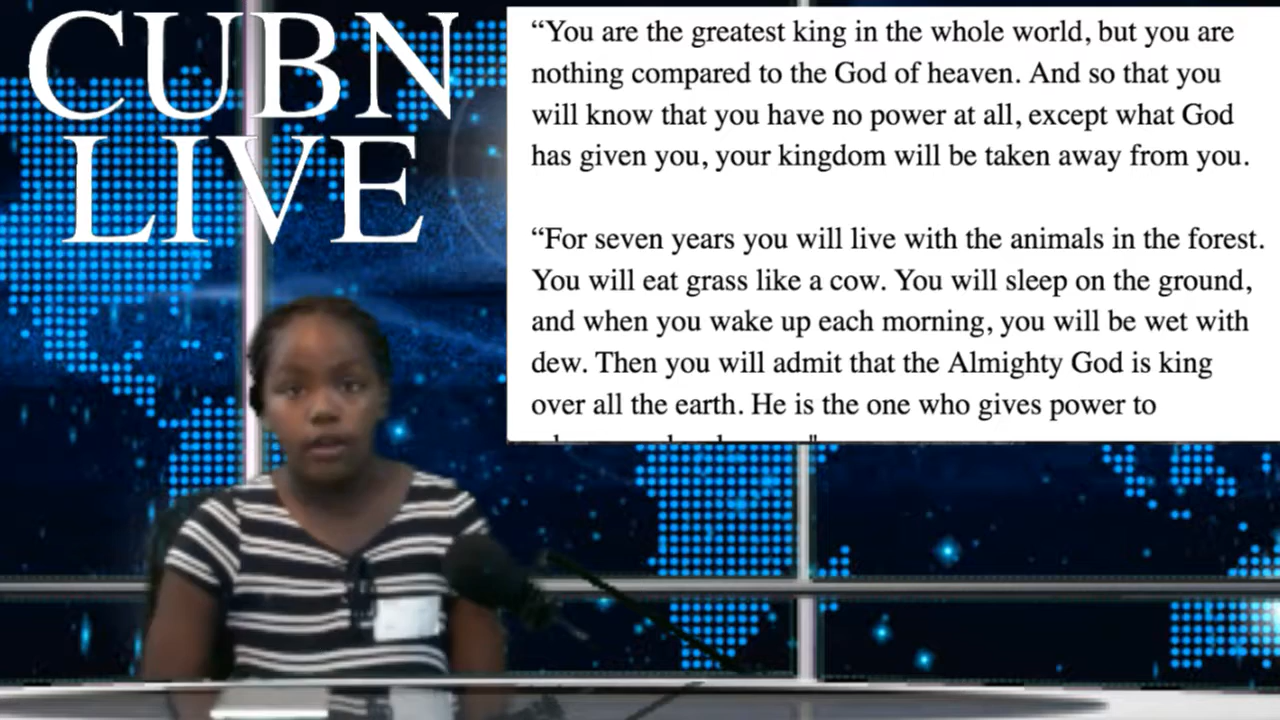 CUBN
LIVE
“You are the greatest king in the whole world, but you are
nothing compared to the God of heaven. And so that you
will know that you have no power at all, except what God
has given you, your kingdom will be taken away from you.
“For seven years you will live with the animals in the forest.
You will eat grass like a cow. You will sleep on the ground,
and when you wake up each morning, you will be wet with
dew. Then you will admit that the Almighty God is king
over all the earth. He is the one who gives power to